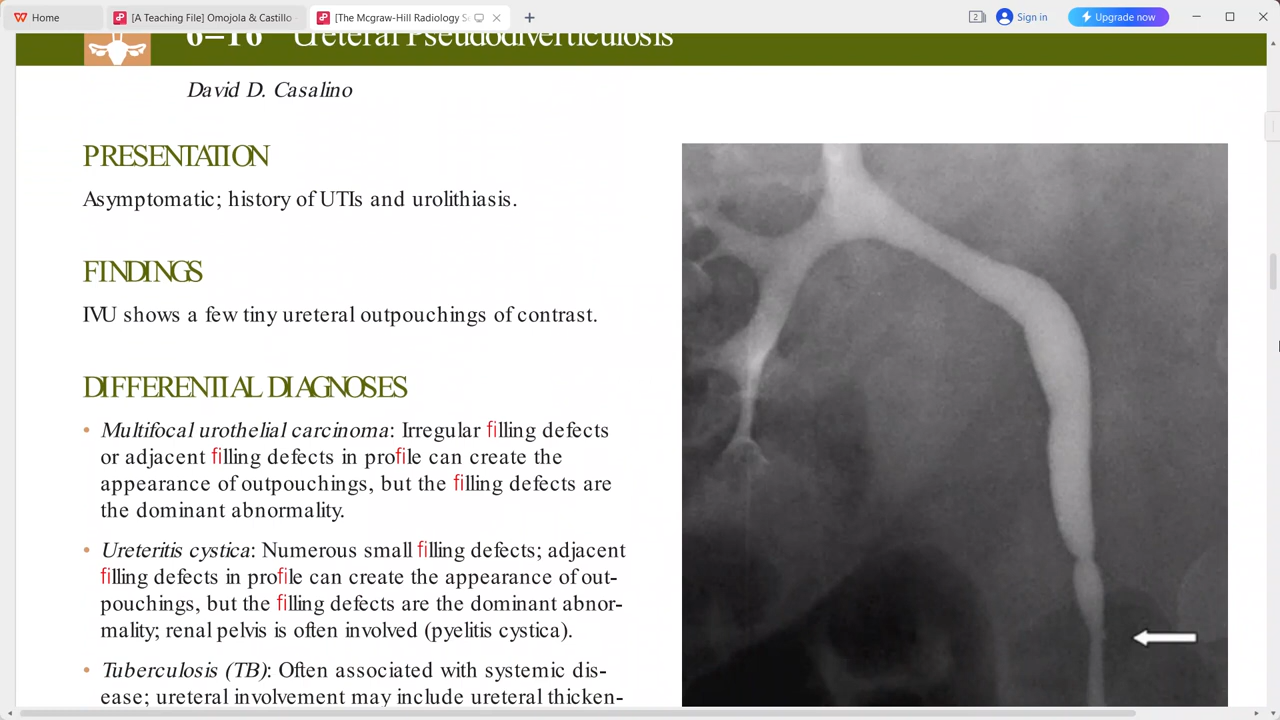 Home
[A Teaching File] Omojola & Castillo
[The Mcgraw-Hill Radiology S
2
Sign in
Upgrade now
6–16 Ureteral Pseudodiverticulosis
David D. Casalino
PRESENTATION
Asymptomatic; history of UTIs and urolithiasis.
FINDINGS
IVU shows a few tiny ureteral outpouchings of contrast.
DIFFERENTIAL DIAGNOSES
• Multifocal urothelial carcinoma: Irregular filling defects
or adjacent filling defects in profile can create the
appearance of outpouchings, but the filling defects are
the dominant abnormality.
• Ureteritis cystica: Numerous small filling defects; adjacent
filling defects in profile can create the appearance of out-
pouchings, but the filling defects are the dominant abnor-
mality; renal pelvis is often involved (pyelitis cystica).
• Tuberculosis (TB): Often associated with systemic dis-
ease; ureteral involvement may include ureteral thicken-